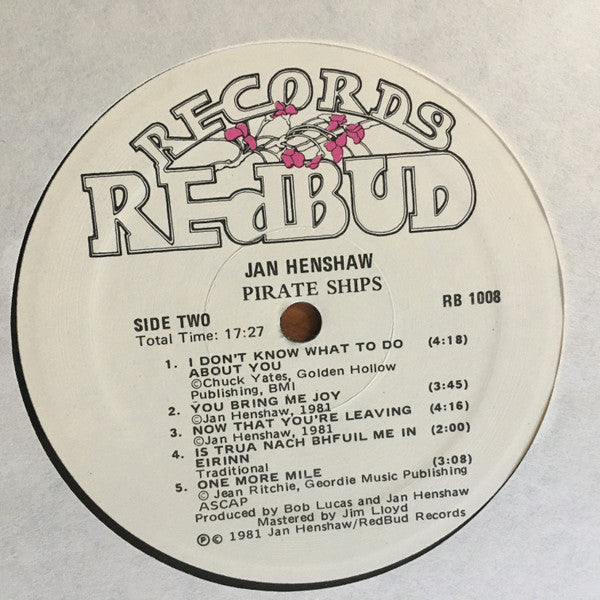 RECORDS
REdBUD
JAN HENSHAW
PIRATE SHIPS
RB 1008
SIDE TWO
Total Time: 17:27
1. I DON'T KNOW WHAT TO DO (4:18)
ABOUT YOU
©Chuck Yates, Golden Hollow
Publishing, BMI
2. YOU BRING ME JOY (3:45)
©Jan Henshaw, 1981
3. NOW THAT YOU'RE LEAVING (4:16)
©Jan Henshaw, 1981
4. IS TRUA NACH BHFUIL ME IN (2:00)
EIRINN
Traditional
5. ONE MORE MILE (3:08)
© Jean Ritchie, Geordie Music Publishing
ASCAP
Produced by Bob Lucas and Jan Henshaw
Mastered by Jim Lloyd
℗ © 1981 Jan Henshaw/RedBud Records